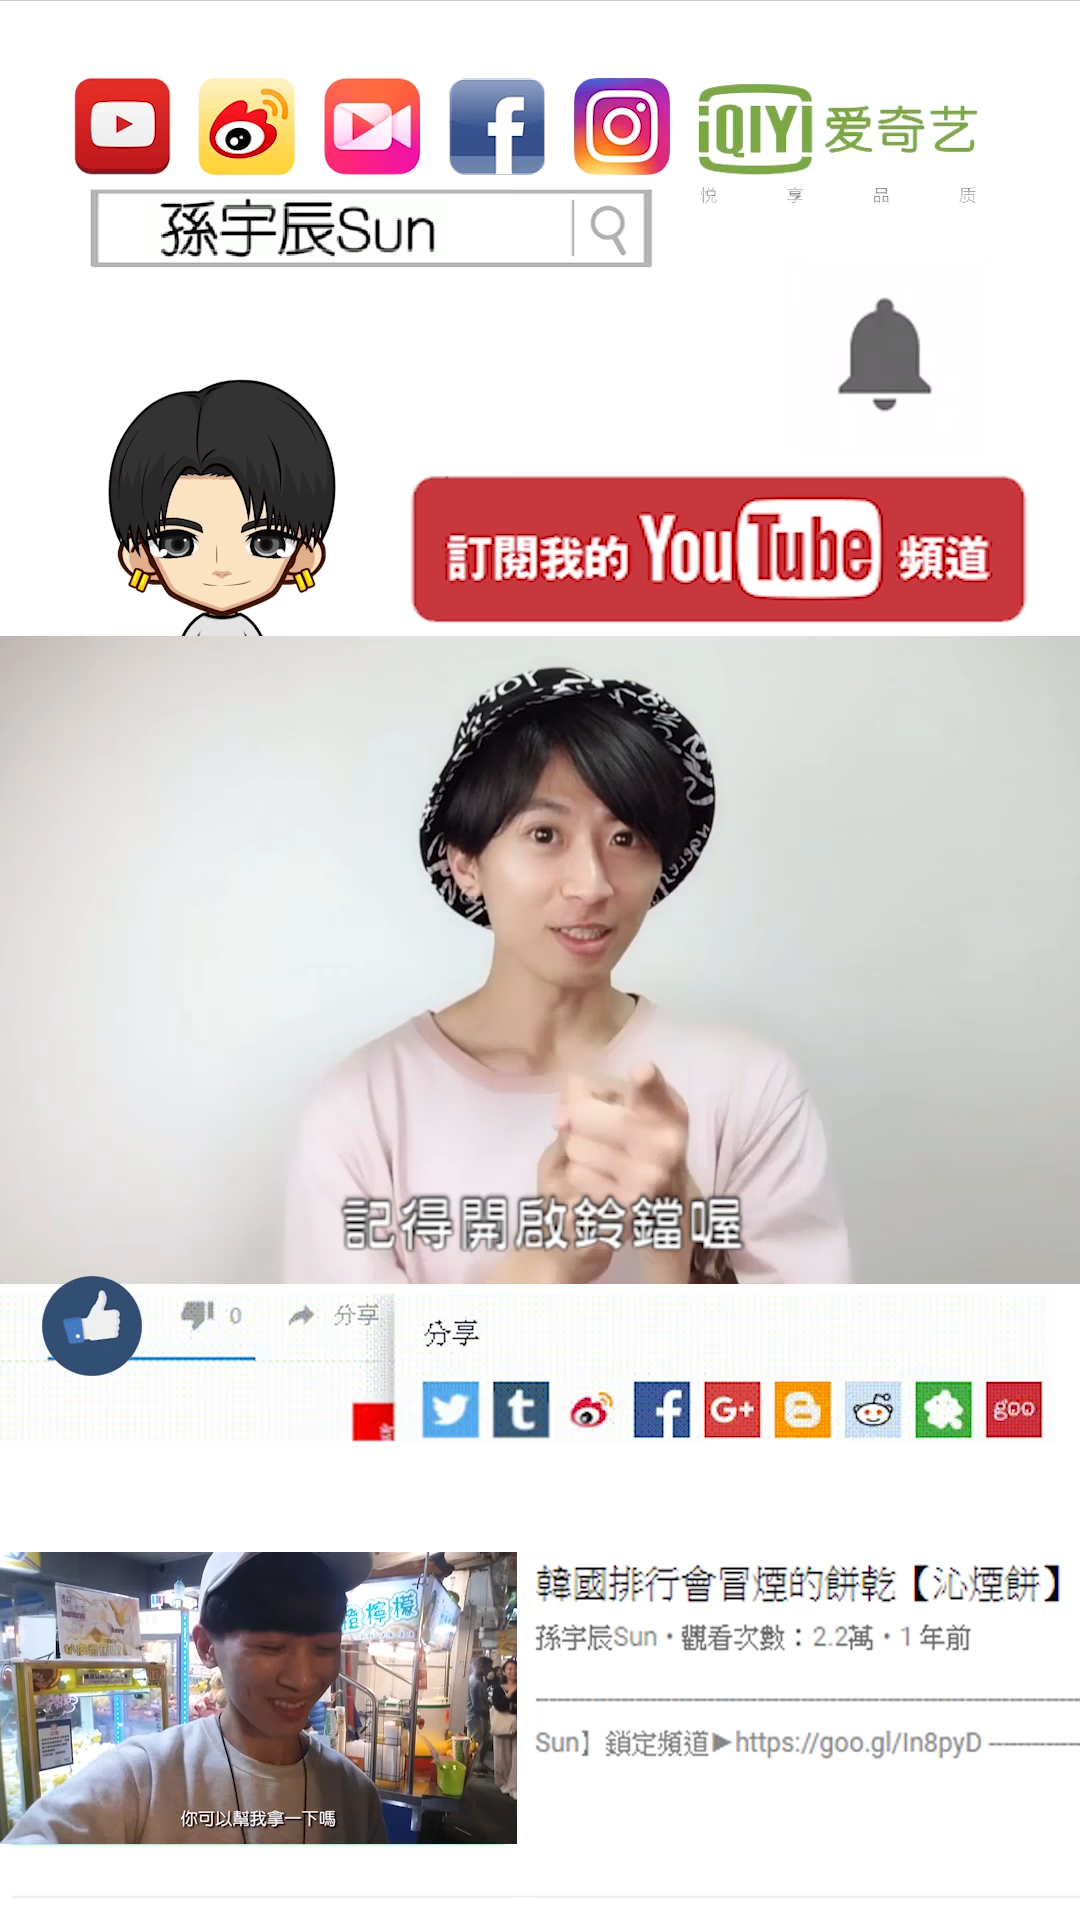 iQIYI 爱奇艺
悦享品质
孫宇辰Sun
訂閱我的 YouTube 頻道
記得開啟鈴鐺喔
0 分享
分享
G+
goo
韓國排行會冒煙的餅乾【沁煙餅】
孫宇辰Sun・觀看次數：2.2萬・1 年前
Sun】鎖定頻道▶https://goo.gl/In8pyD
橙檸檬
你可以幫我拿一下嗎